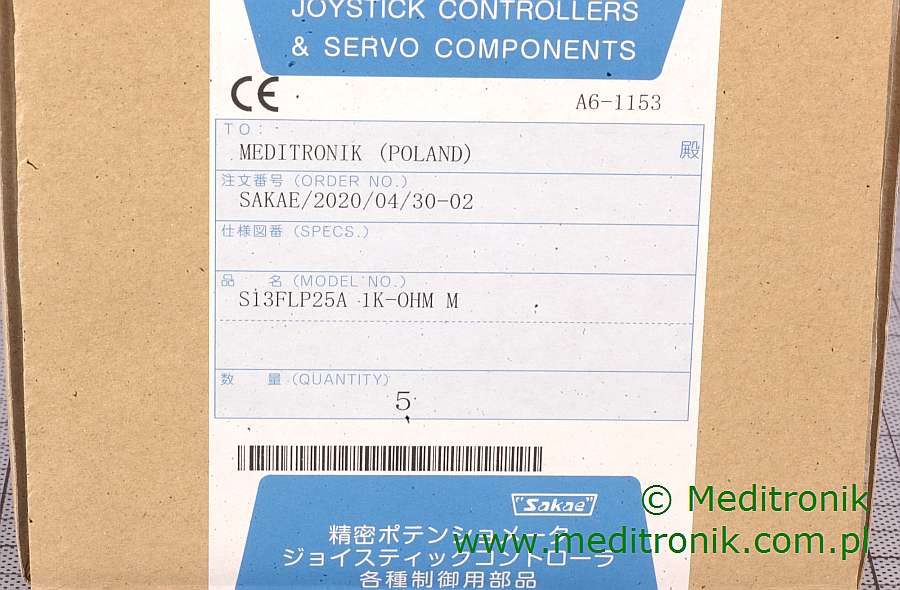 JOYSTICK CONTROLLERS
& SERVO COMPONENTS
CE
A6-1153
TO:
MEDITRONIK (POLAND) 殿
注文番号 (ORDER NO.)
SAKAE/2020/04/30-02
仕様図番 (SPECS.)
品 名 (MODEL NO.)
S13FLP25A 1K-OHM M
数 量 (QUANTITY)
5
"Sakae"
© Meditronik
精密ポテンショメータ
www.meditronik.com.pl
ジョイスティックコントローラ
各種制御用部品